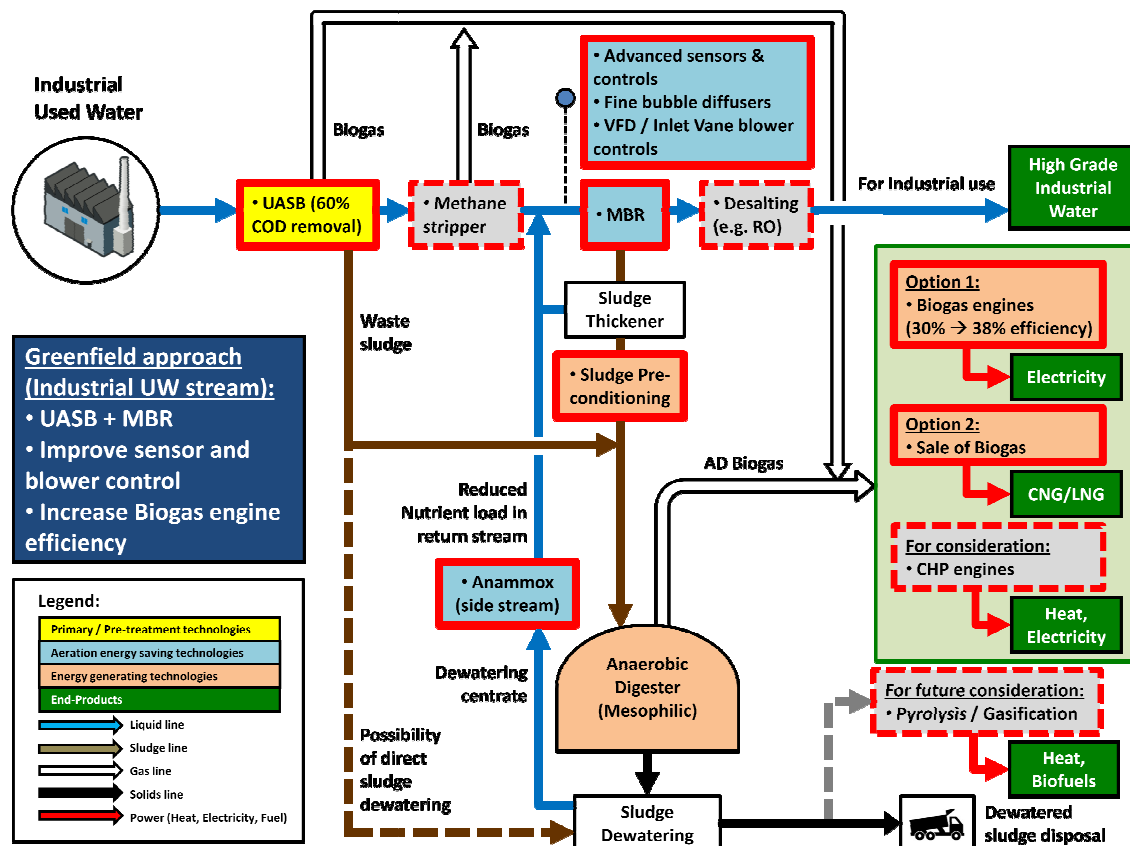 Industrial
Used Water
Biogas
Biogas
• Advanced sensors &
controls
• Fine bubble diffusers
• VFD / Inlet Vane blower
controls
• UASB (60%
COD removal)
• Methane
stripper
• MBR
• Desalting
(e.g. RO)
For Industrial use
High Grade
Industrial
Water
Waste
sludge
Sludge
Thickener
• Sludge Pre-
conditioning
Greenfield approach
(Industrial UW stream):
• UASB + MBR
• Improve sensor and
blower control
• Increase Biogas engine
efficiency
Option 1:
• Biogas engines
(30% → 38% efficiency)
Electricity
Option 2:
• Sale of Biogas
CNG/LNG
For consideration:
• CHP engines
Heat,
Electricity
AD Biogas
Reduced
Nutrient load in
return stream
• Anammox
(side stream)
Dewatering
centrate
Anaerobic
Digester
(Mesophilic)
Possibility
of direct
sludge
dewatering
Sludge
Dewatering
For future consideration:
• Pyrolysis / Gasification
Heat,
Biofuels
Dewatered
sludge disposal
Legend:
Primary / Pre-treatment technologies
Aeration energy saving technologies
Energy generating technologies
End-Products
Liquid line
Sludge line
Gas line
Solids line
Power (Heat, Electricity, Fuel)